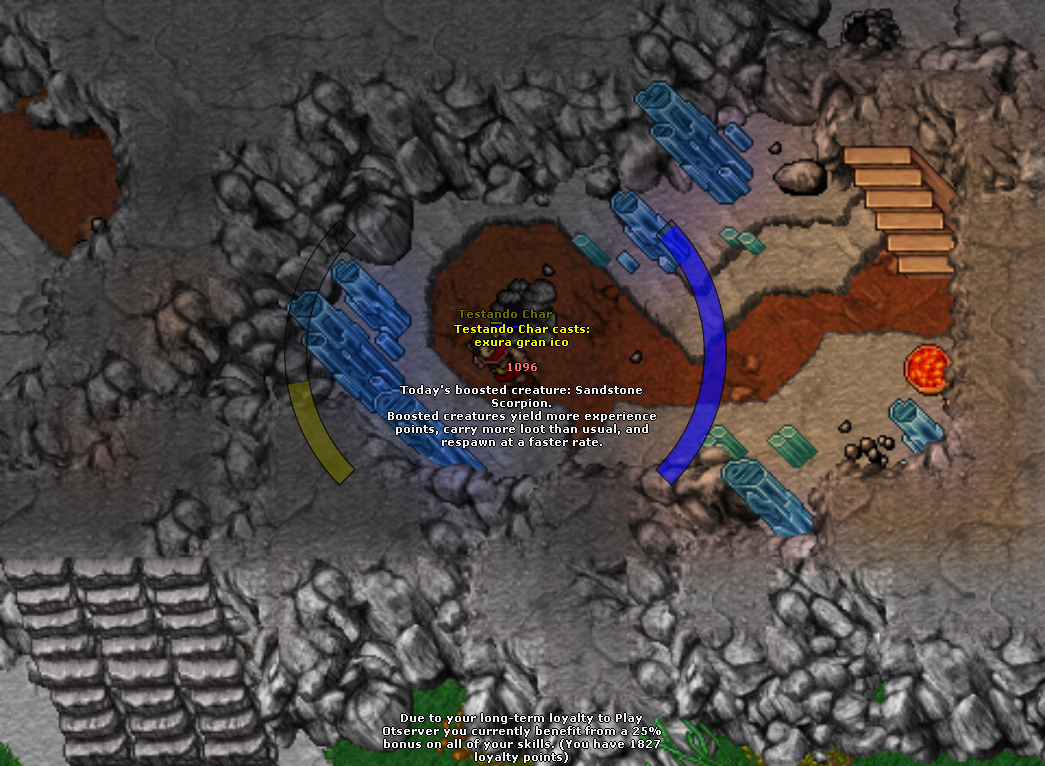 Testando Char
Testando Char casts:
exura gran ico
1096
Today's boosted creature: Sandstone
Scorpion.
Boosted creatures yield more experience
points, carry more loot than usual, and
respawn at a faster rate.
Due to your long-term loyalty to Play
Otserver you currently benefit from a 25%
bonus on all of your skills. (You have 1827
loyalty points)